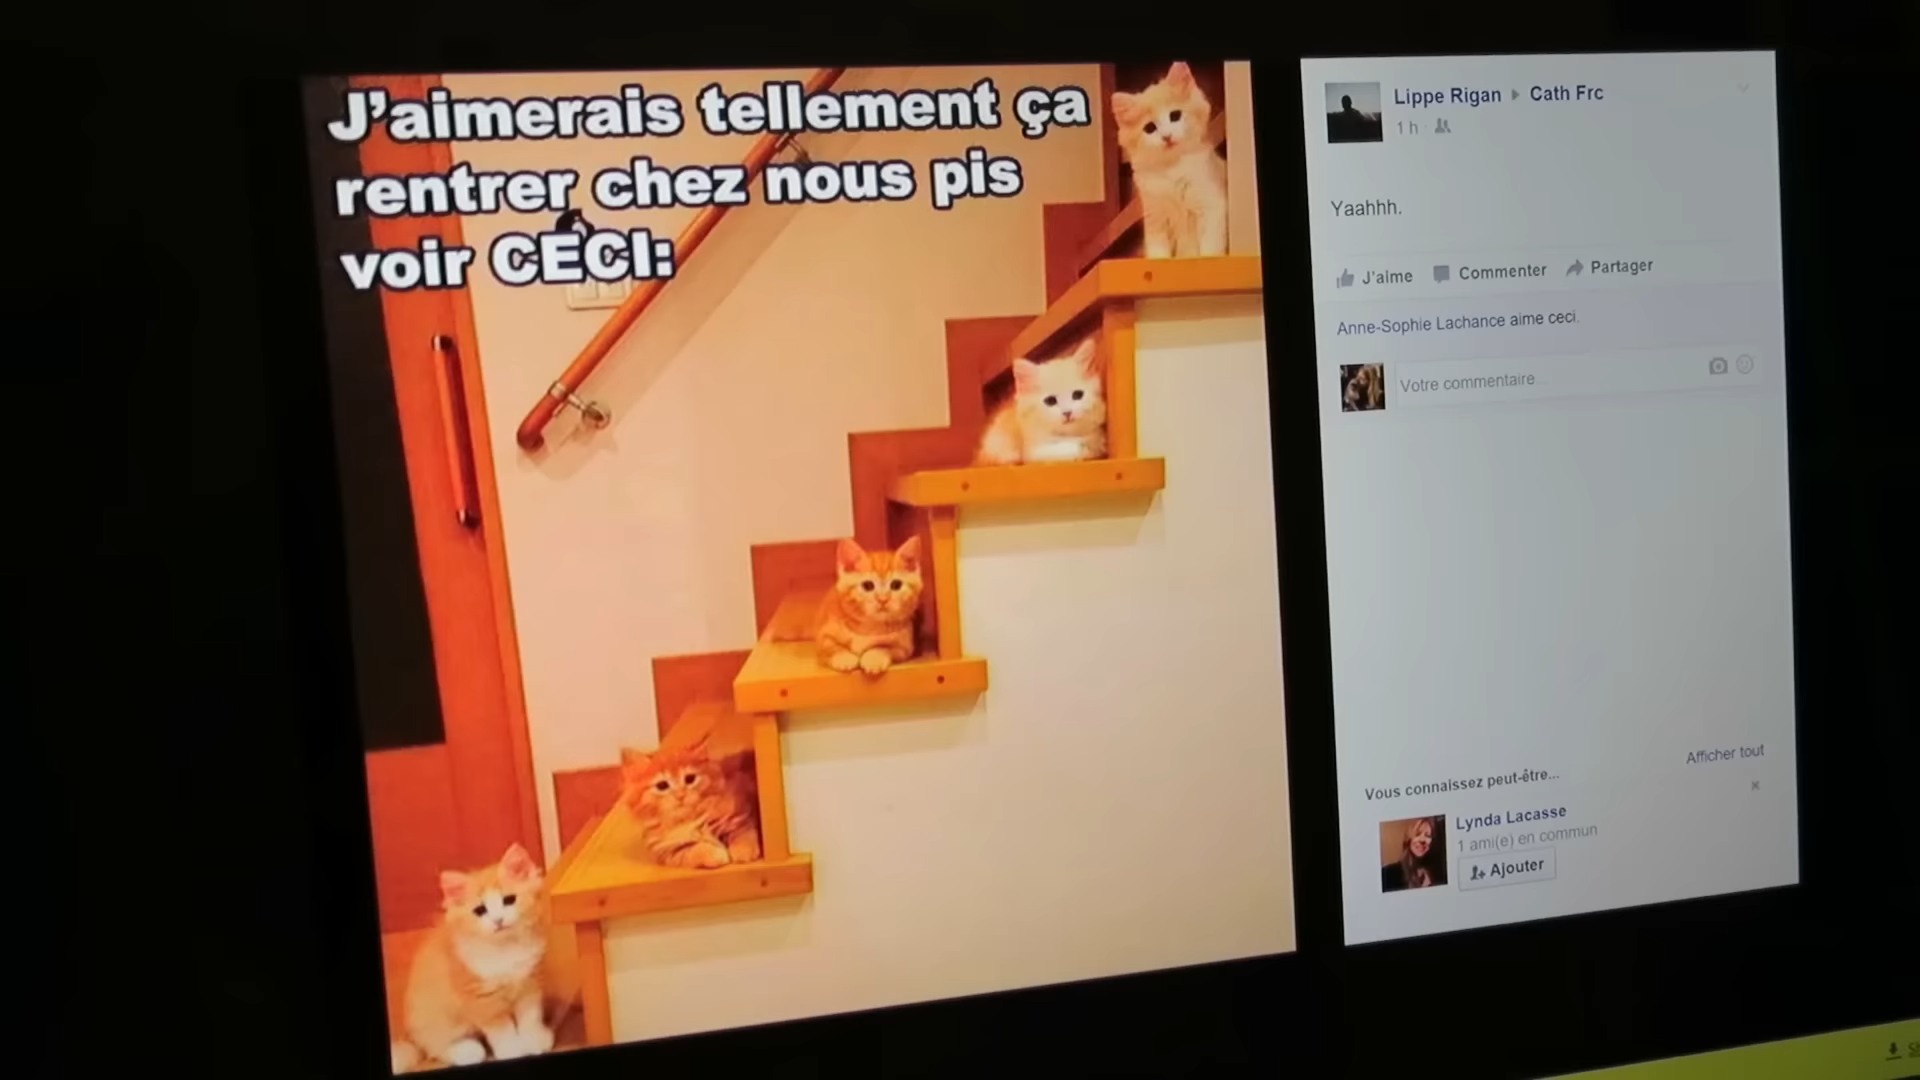 J'aimerais tellement ça
rentrer chez nous pis
voir CECI:
Lippe Rigan ▸ Cath Frc
1 h
Yaahhh.
J'aime Commenter Partager
Anne-Sophie Lachance aime ceci.
Votre commentaire...
Vous connaissez peut-être... Afficher tout
Lynda Lacasse
1 ami(e) en commun
Ajouter